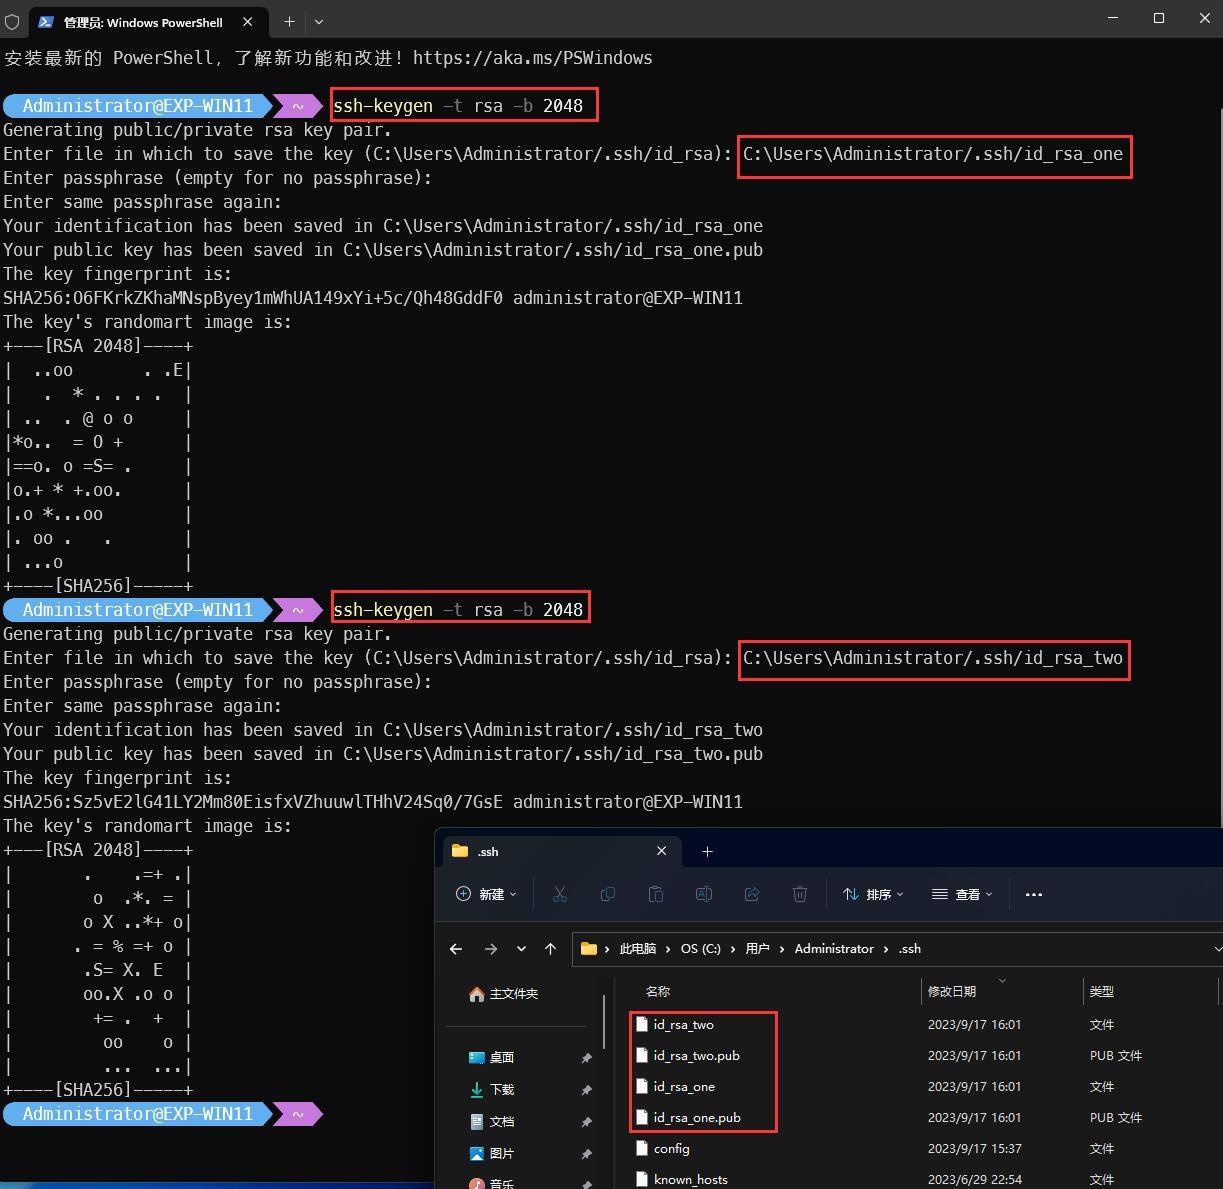 管理员: Windows PowerShell
安装最新的 PowerShell，了解新功能和改进！https://aka.ms/PSWindows
Administrator@EXP-WIN11 ~ ssh-keygen -t rsa -b 2048
Generating public/private rsa key pair.
Enter file in which to save the key (C:\Users\Administrator/.ssh/id_rsa): C:\Users\Administrator/.ssh/id_rsa_one
Enter passphrase (empty for no passphrase):
Enter same passphrase again:
Your identification has been saved in C:\Users\Administrator/.ssh/id_rsa_one
Your public key has been saved in C:\Users\Administrator/.ssh/id_rsa_one.pub
The key fingerprint is:
SHA256:O6FKrkZKhaMNspByey1mWhUA149xYi+5c/Qh48GddF0 administrator@EXP-WIN11
The key's randomart image is:
+---[RSA 2048]----+
|  ..oo       . .E|
|   .  * . . . .  |
| ..  . @ o o     |
|*o..  = O +      |
|==o. o =S= .     |
|o.+ * +.oo.      |
|.o *...oo        |
|. oo .   .       |
| ...o            |
+----[SHA256]-----+
Administrator@EXP-WIN11 ~ ssh-keygen -t rsa -b 2048
Generating public/private rsa key pair.
Enter file in which to save the key (C:\Users\Administrator/.ssh/id_rsa): C:\Users\Administrator/.ssh/id_rsa_two
Enter passphrase (empty for no passphrase):
Enter same passphrase again:
Your identification has been saved in C:\Users\Administrator/.ssh/id_rsa_two
Your public key has been saved in C:\Users\Administrator/.ssh/id_rsa_two.pub
The key fingerprint is:
SHA256:Sz5vE2lG41LY2Mm80EisfxVZhuuwlTHhV24Sq0/7GsE administrator@EXP-WIN11
The key's randomart image is:
+---[RSA 2048]----+
|       .    .=+ .|
|        o  .*. = |
|       o X ..*+ o|
|      . = % =+ o |
|       .S= X. E  |
|       oo.X .o o |
|        += .  +  |
|         oo    o |
|         ...  ...|
+----[SHA256]-----+
Administrator@EXP-WIN11 ~
.ssh
新建 排序 查看
此电脑 > OS (C:) > 用户 > Administrator > .ssh
主文件夹
桌面
下载
文档
图片
音乐
名称 修改日期 类型
id_rsa_two 2023/9/17 16:01 文件
id_rsa_two.pub 2023/9/17 16:01 PUB 文件
id_rsa_one 2023/9/17 16:01 文件
id_rsa_one.pub 2023/9/17 16:01 PUB 文件
config 2023/9/17 15:37 文件
known_hosts 2023/6/29 22:54 文件